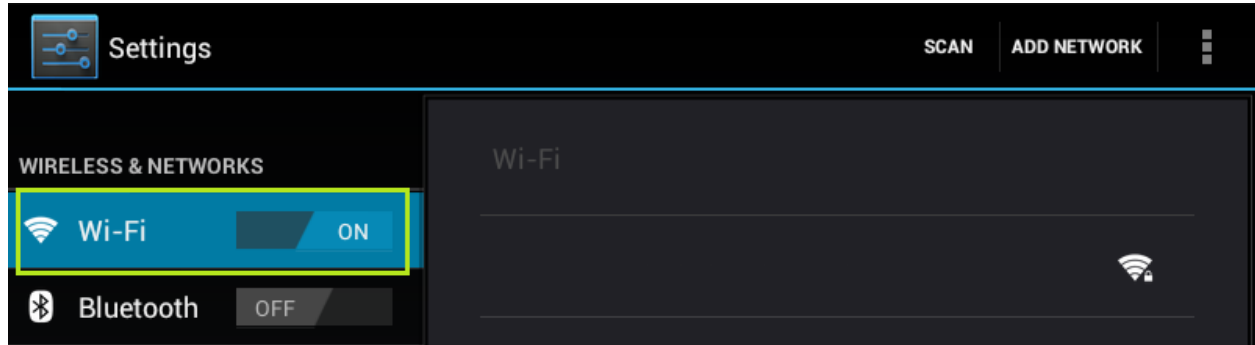 Settings
SCAN
ADD NETWORK
WIRELESS & NETWORKS
Wi-Fi
ON
Bluetooth
OFF
Wi-Fi